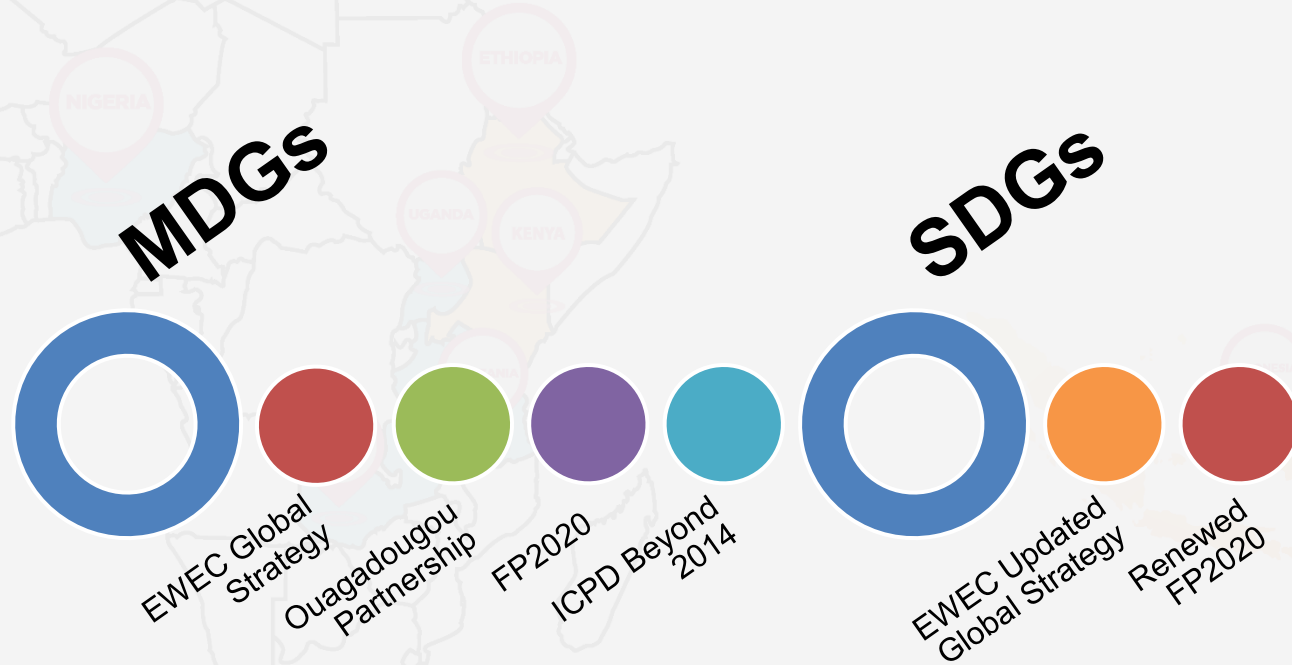 ETHIOPIA
NIGERIA
MDGs
SDGs
UGANDA
KENYA
EWEC Global
Strategy
Ouagadougou
Partnership
FP2020
ICPD Beyond
2014
EWEC Updated
Global Strategy
Renewed
FP2020